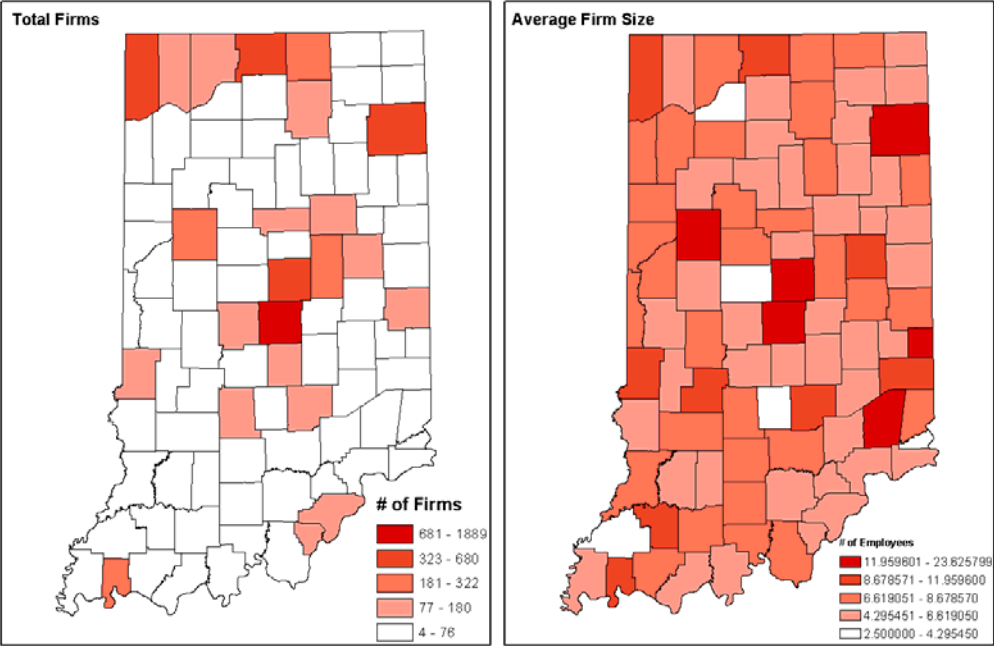 Total Firms
# of Firms
681 - 1889
323 - 680
181 - 322
77 - 180
4 - 76
Average Firm Size
# of Employees
11.959601 - 23.625799
8.678571 - 11.959600
6.619051 - 8.678570
4.295451 - 6.619050
2.500000 - 4.295450